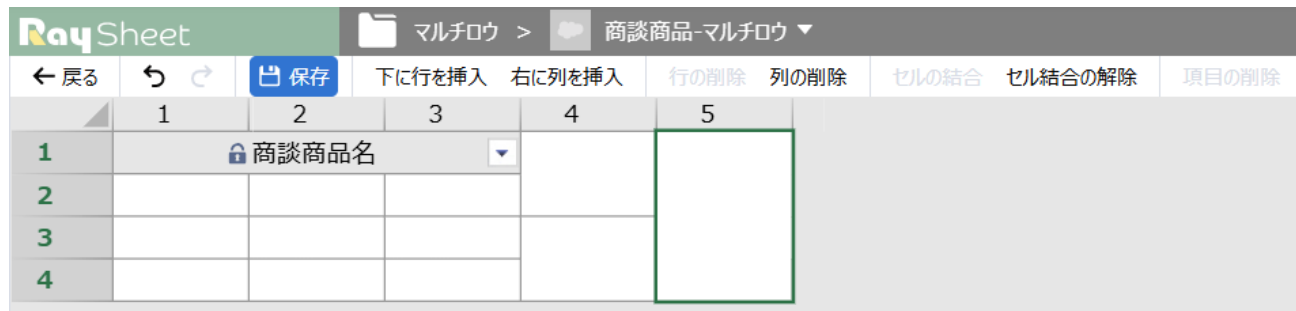 RaySheet マルチロウ > 商談商品-マルチロウ ▼
← 戻る 保存 下に行を挿入 右に列を挿入 行の削除 列の削除 セルの結合 セル結合の解除 項目の削除
1 2 3 4 5
1 商談商品名
2
3
4